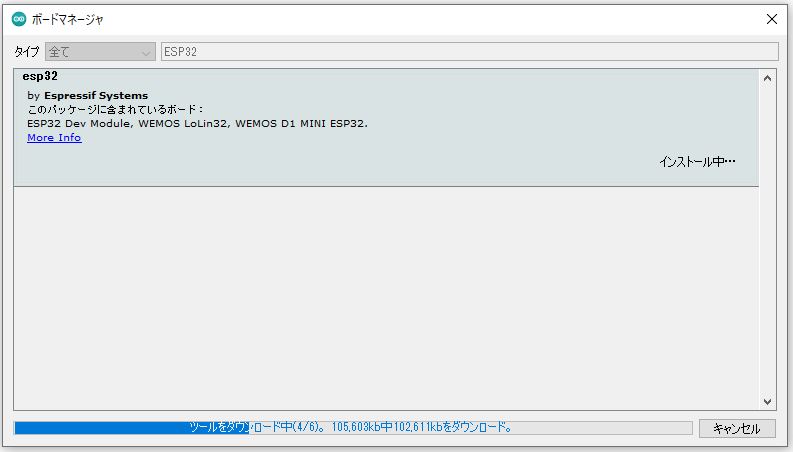 ボードマネージャ
タイプ 全て ESP32
esp32
by Espressif Systems
このパッケージに含まれているボード：
ESP32 Dev Module, WEMOS LoLin32, WEMOS D1 MINI ESP32.
More Info
インストール中…
ツールをダウンロード中(4/6)。 105,603kb中102,611kbをダウンロード。
キャンセル